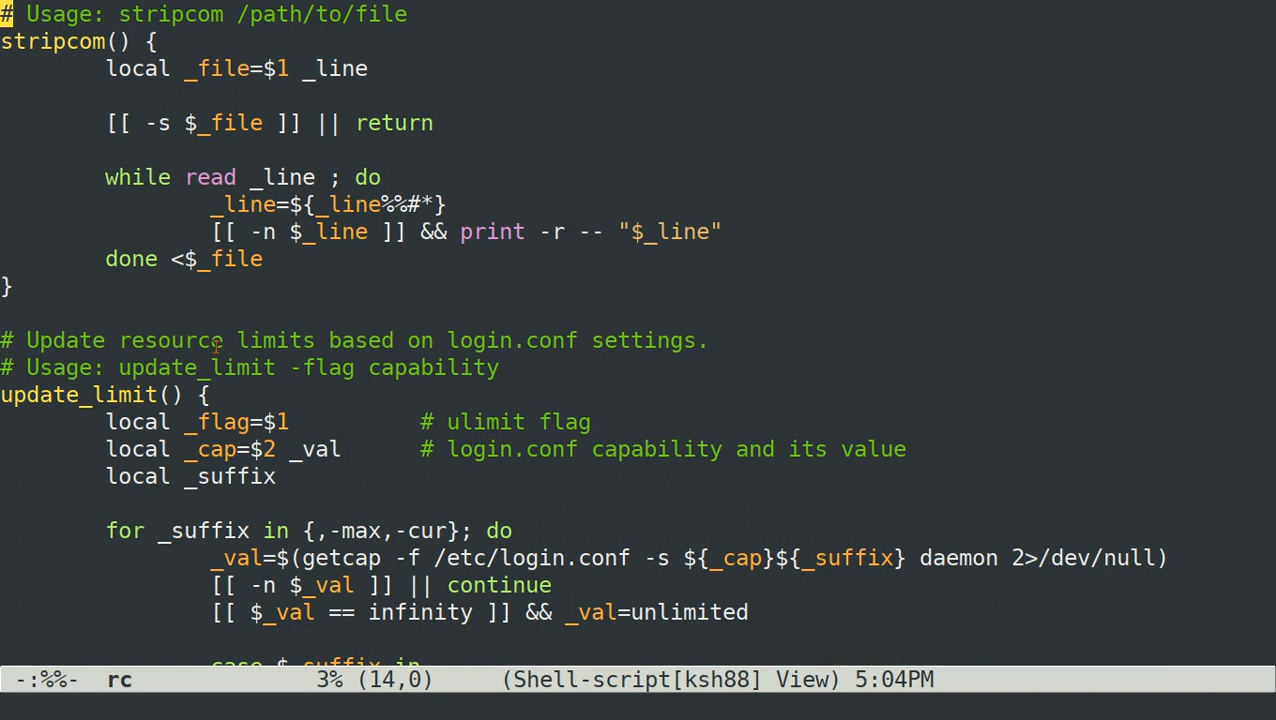 # Usage: stripcom /path/to/file
stripcom() {
        local _file=$1 _line

        [[ -s $_file ]] || return

        while read _line ; do
                _line=${_line%%#*}
                [[ -n $_line ]] && print -r -- "$_line"
        done <$_file
}

# Update resource limits based on login.conf settings.
# Usage: update_limit -flag capability
update_limit() {
        local _flag=$1          # ulimit flag
        local _cap=$2 _val      # login.conf capability and its value
        local _suffix

        for _suffix in {,-max,-cur}; do
                _val=$(getcap -f /etc/login.conf -s ${_cap}${_suffix} daemon 2>/dev/null)
                [[ -n $_val ]] || continue
                [[ $_val == infinity ]] && _val=unlimited

                case $_suffix in
-:%%-  rc              3% (14,0)     (Shell-script[ksh88] View) 5:04PM